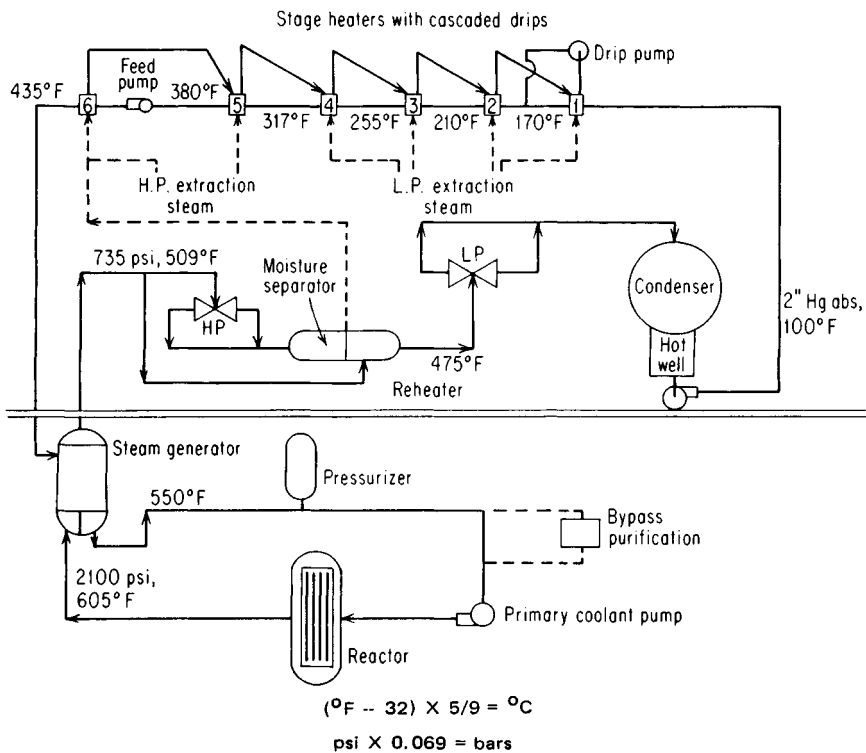 Stage heaters with cascaded drips
Drip pump
Feed
pump
435°F
6
380°F
5
317°F
4
255°F
3
210°F
2
170°F
1
H.P. extraction
steam
L.P. extraction
steam
735 psi, 509°F
HP
Moisture
separator
475°F
Reheater
LP
Condenser
Hot
well
2" Hg abs,
100°F
Steam generator
550°F
Pressurizer
Bypass
purification
2100 psi,
605°F
Reactor
Primary coolant pump
(°F -- 32) X 5/9 = °C
psi X 0.069 = bars